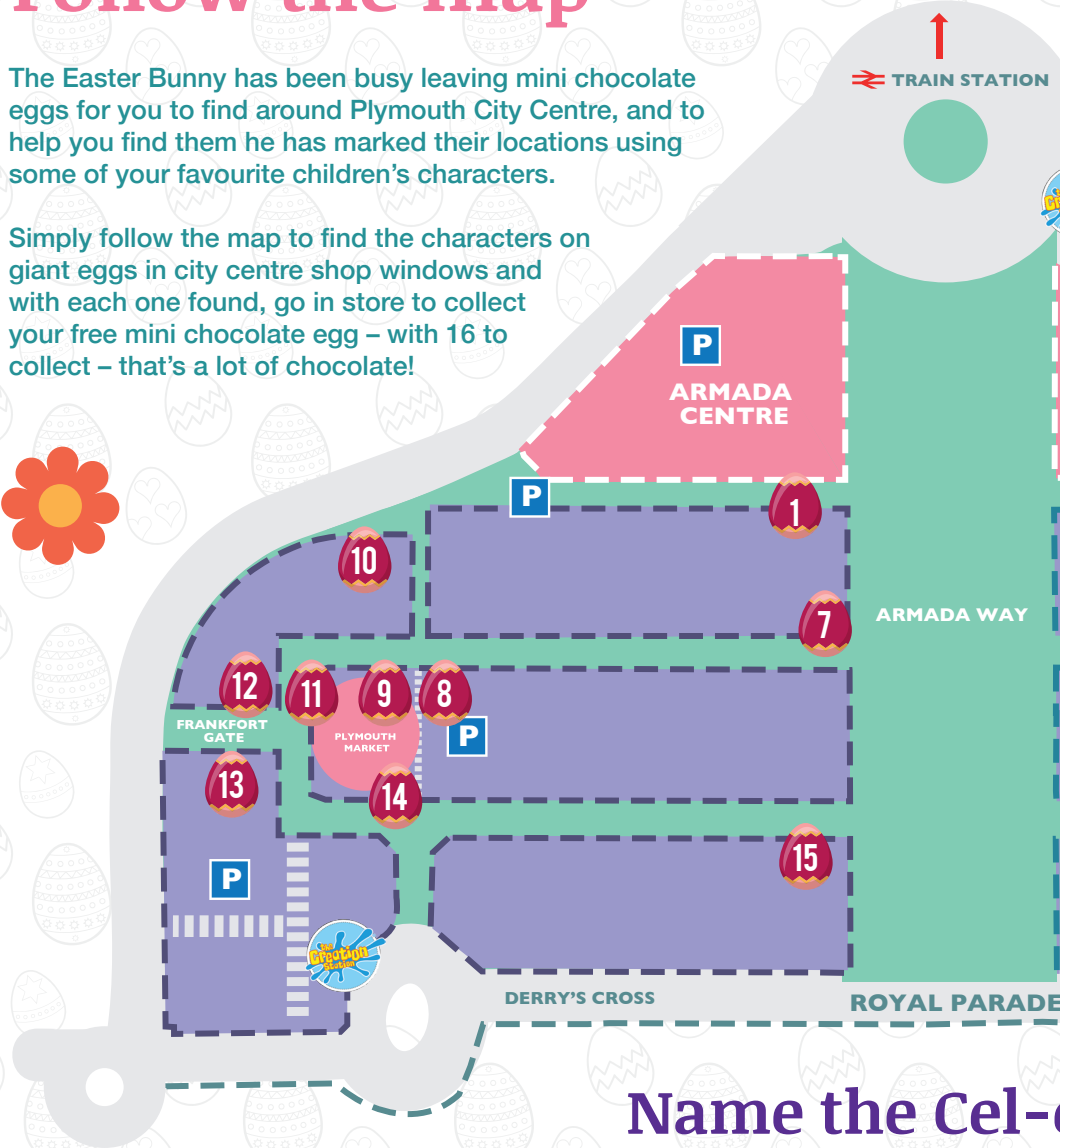 Follow the map
The Easter Bunny has been busy leaving mini chocolate
eggs for you to find around Plymouth City Centre, and to
help you find them he has marked their locations using
some of your favourite children's characters.
Simply follow the map to find the characters on
giant eggs in city centre shop windows and
with each one found, go in store to collect
your free mini chocolate egg – with 16 to
collect – that's a lot of chocolate!
TRAIN STATION
P
ARMADA
CENTRE
P
1
10
7
ARMADA WAY
12
11
9
8
FRANKFORT
GATE
PLYMOUTH
MARKET
P
13
14
15
P
the
Creation
Station
DERRY'S CROSS
ROYAL PARADE
Name the Cel-